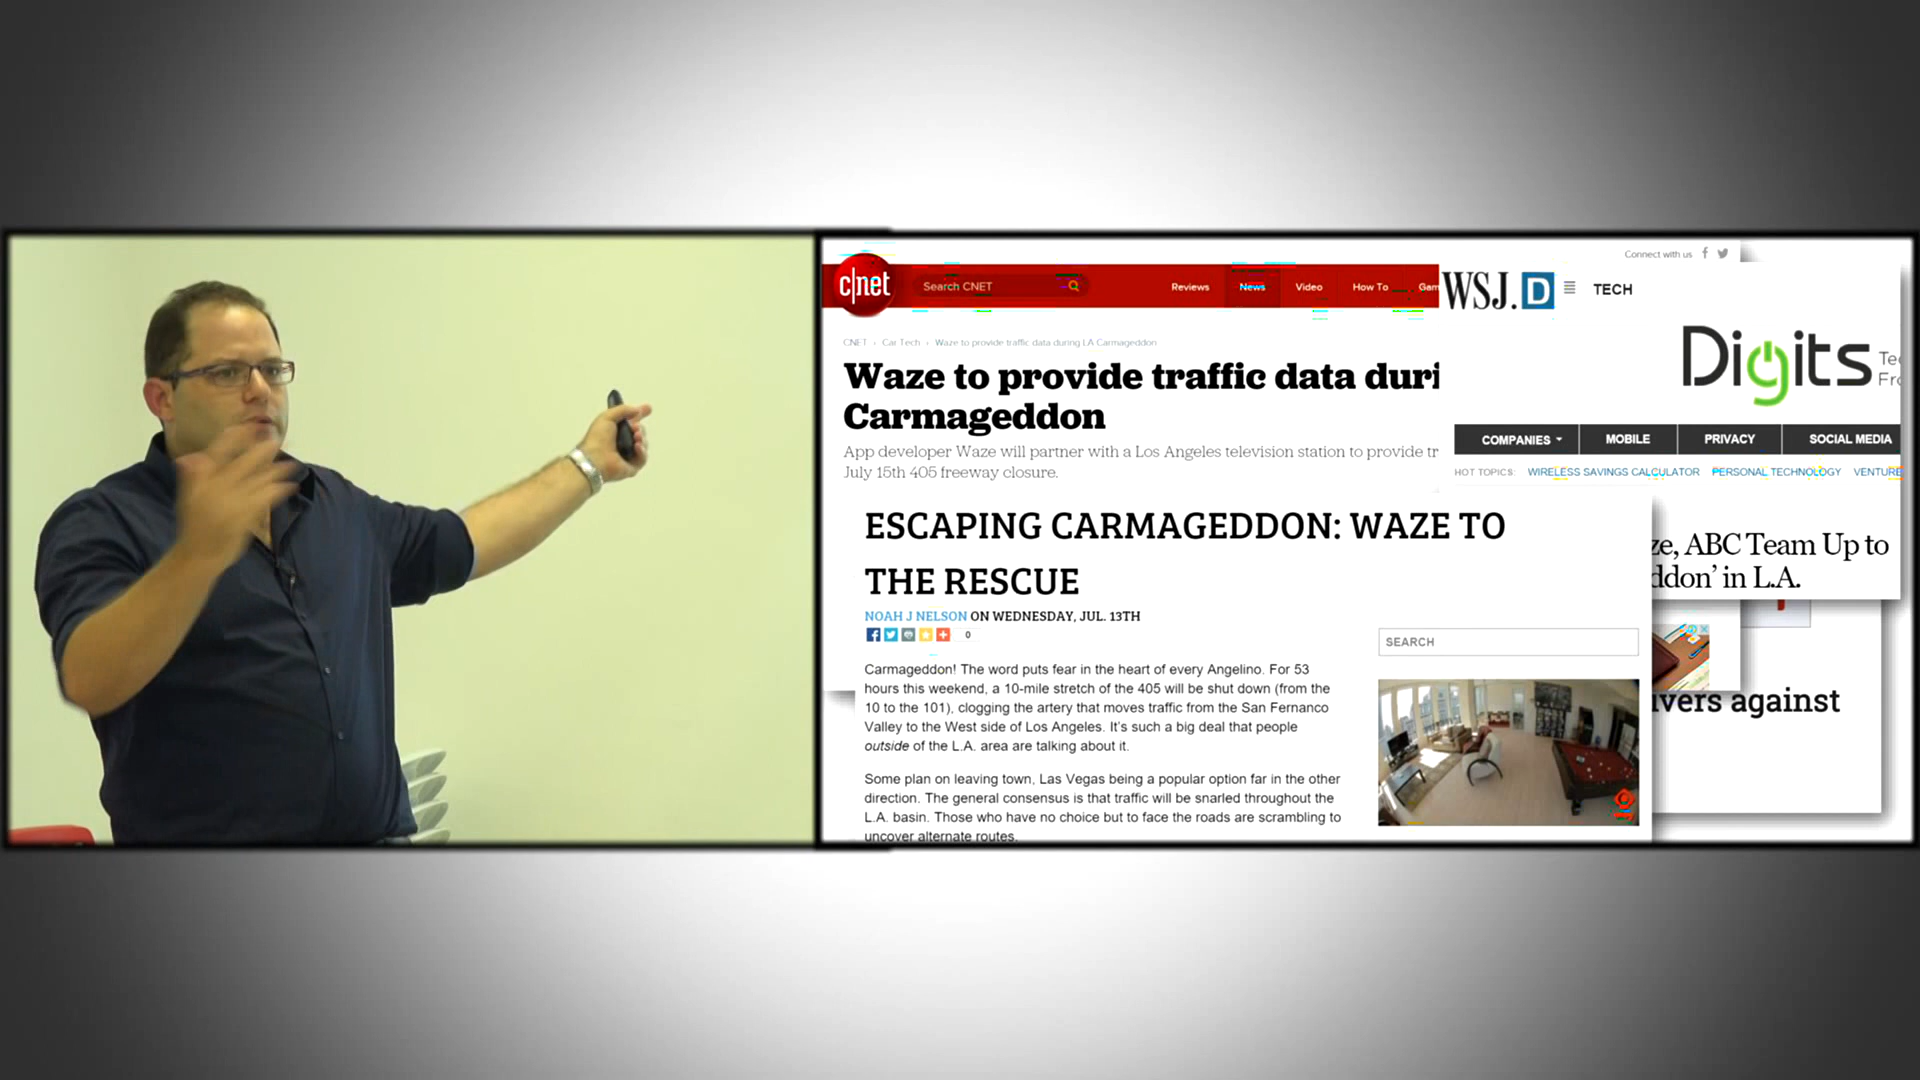 Connect with us
c|net
Search CNET
Reviews
News
Video
How To
Gam
WSJ.D
TECH
CNET › Car Tech › Waze to provide traffic data during LA Carmageddon
Digits
Tec
Fro
Waze to provide traffic data duri
Carmageddon
App developer Waze will partner with a Los Angeles television station to provide tr
July 15th 405 freeway closure.
COMPANIES
MOBILE
PRIVACY
SOCIAL MEDIA
HOT TOPICS: WIRELESS SAVINGS CALCULATOR PERSONAL TECHNOLOGY VENTURE
ze, ABC Team Up to
ddon’ in L.A.
ESCAPING CARMAGEDDON: WAZE TO
THE RESCUE
NOAH J NELSON ON WEDNESDAY, JUL. 13TH
0
SEARCH
Carmageddon! The word puts fear in the heart of every Angelino. For 53
hours this weekend, a 10-mile stretch of the 405 will be shut down (from the
10 to the 101), clogging the artery that moves traffic from the San Fernanco
Valley to the West side of Los Angeles. It's such a big deal that people
outside of the L.A. area are talking about it.
Some plan on leaving town, Las Vegas being a popular option far in the other
direction. The general consensus is that traffic will be snarled throughout the
L.A. basin. Those who have no choice but to face the roads are scrambling to
uncover alternate routes.
ivers against